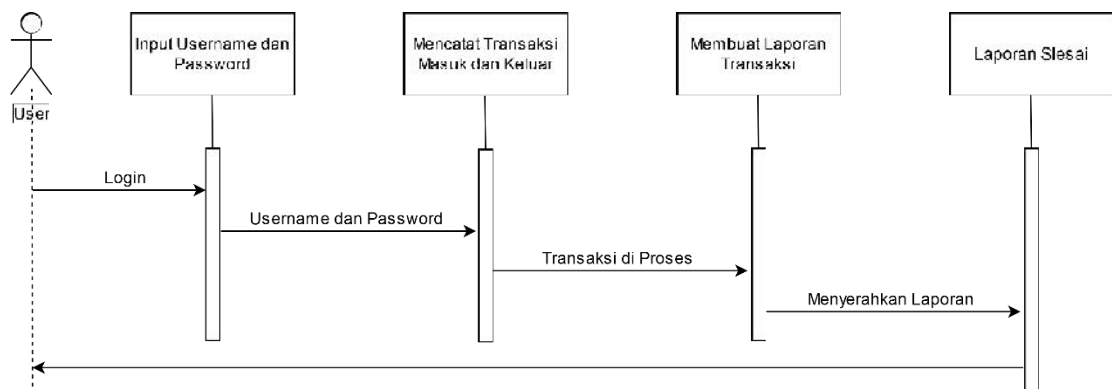 Input Username dan
Password
Mencatat Transaksi
Masuk dan Keluar
Membuat Laporan
Transaksi
Laporan Slesai
User
Login
Username dan Password
Transaksi di Proses
Menyerahkan Laporan